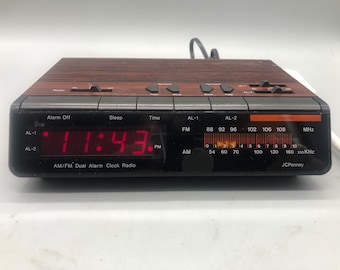 Alarm Off Sleep Time AL-1 AL-2
AL-1 FM 88 92 96 102 106 108 MHz
11:43
AL-2 PM AM 54 60 70 100 130 160 KHz
AM/FM Dual Alarm Clock Radio JCPenney